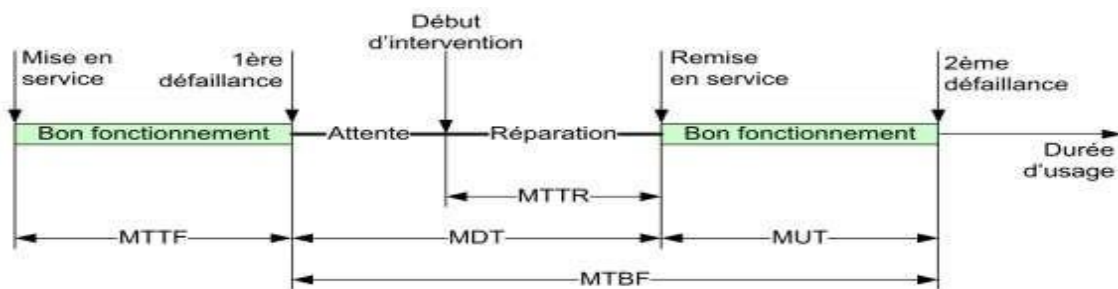 Début
d'intervention
Mise en
service
1ère
défaillance
Remise
en service
2ème
défaillance
Bon fonctionnement
Attente
Réparation
Bon fonctionnement
Durée
d'usage
MTTR
MTTF
MDT
MUT
MTBF